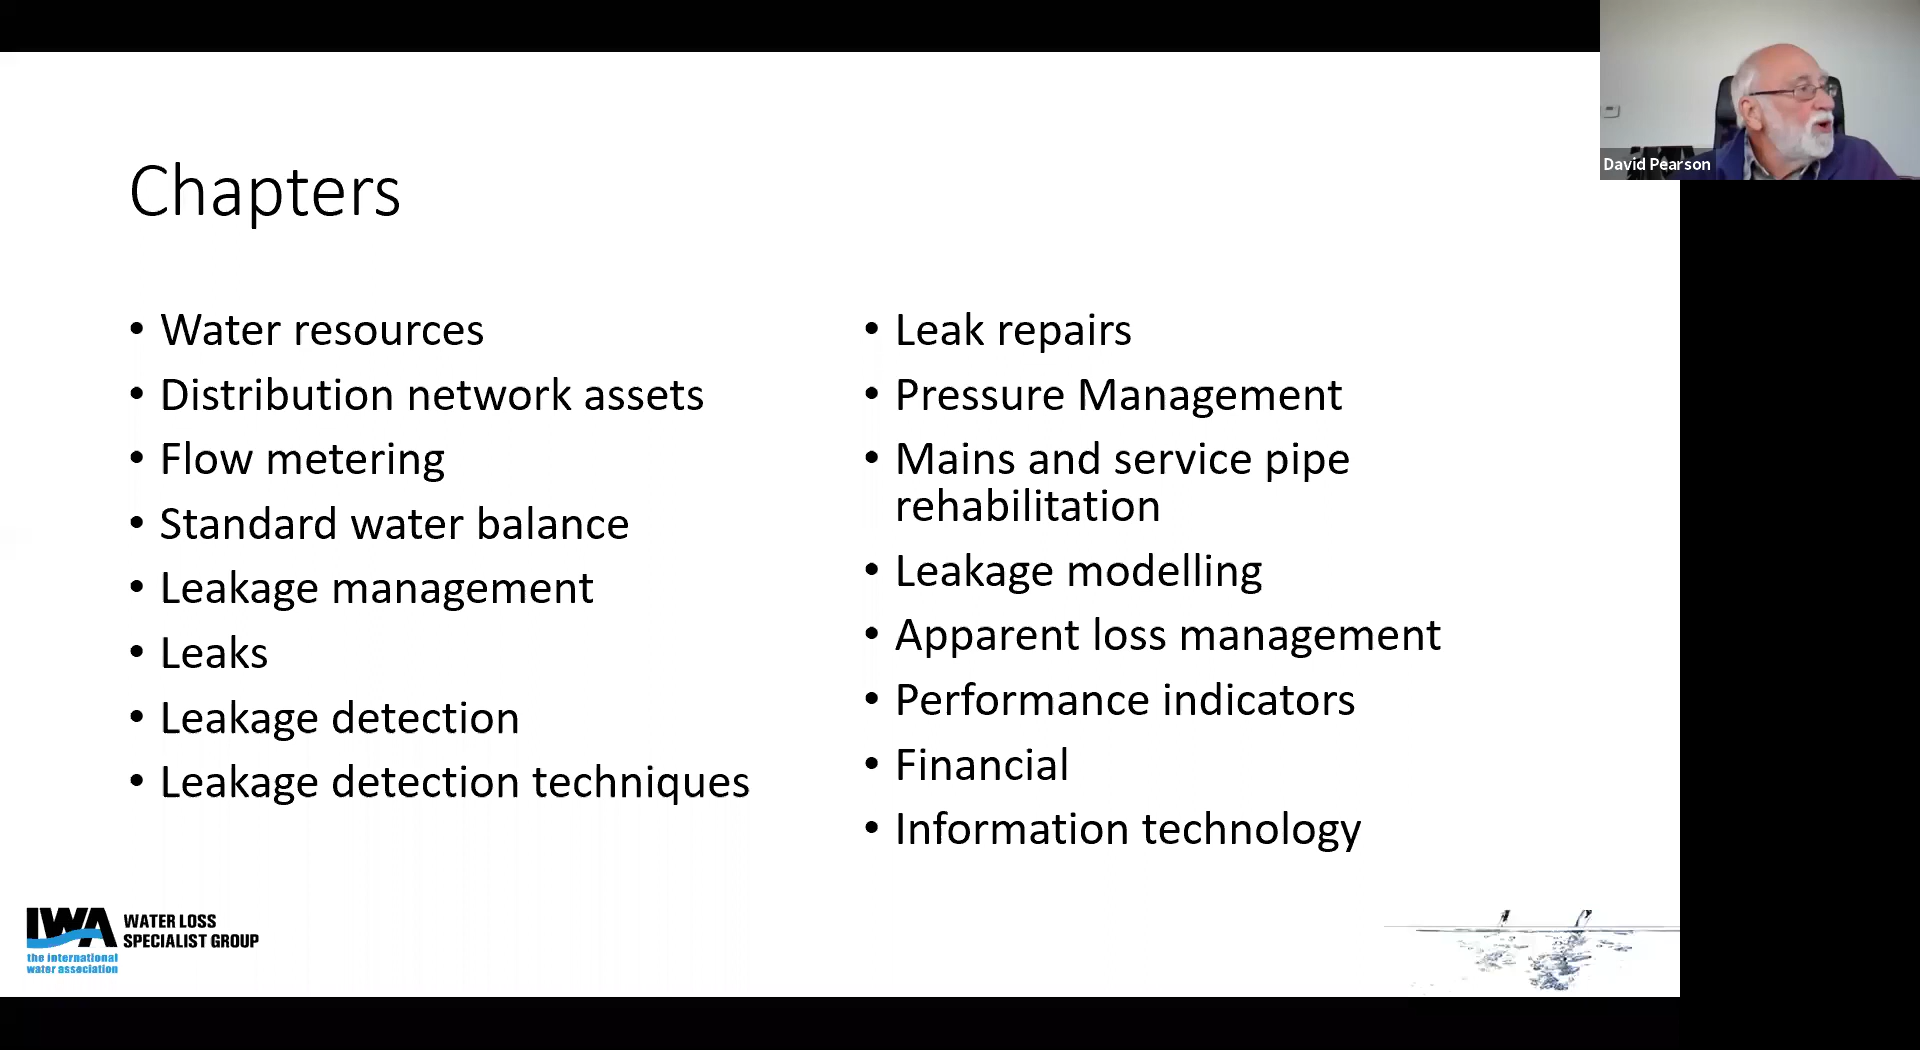 David Pearson
Chapters
• Water resources
• Distribution network assets
• Flow metering
• Standard water balance
• Leakage management
• Leaks
• Leakage detection
• Leakage detection techniques
• Leak repairs
• Pressure Management
• Mains and service pipe
rehabilitation
• Leakage modelling
• Apparent loss management
• Performance indicators
• Financial
• Information technology
IWA
the international
water association
WATER LOSS
SPECIALIST GROUP